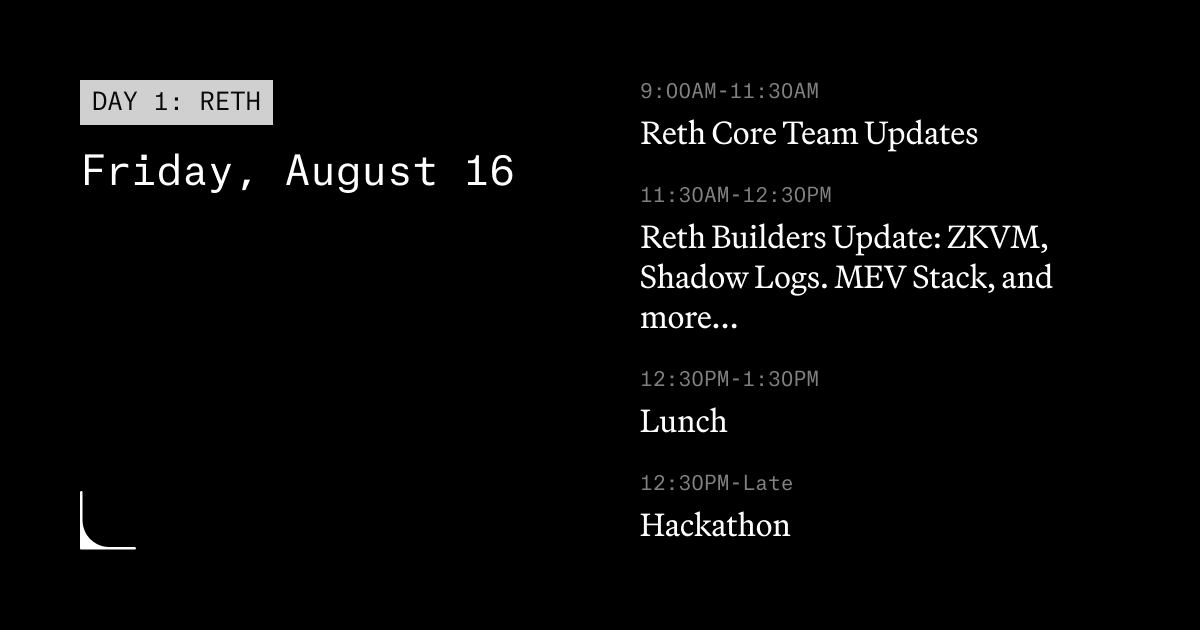 DAY 1: RETH
Friday, August 16
9:00AM-11:30AM
Reth Core Team Updates
11:30AM-12:30PM
Reth Builders Update: ZKVM,
Shadow Logs. MEV Stack, and
more...
12:30PM-1:30PM
Lunch
12:30PM-Late
Hackathon